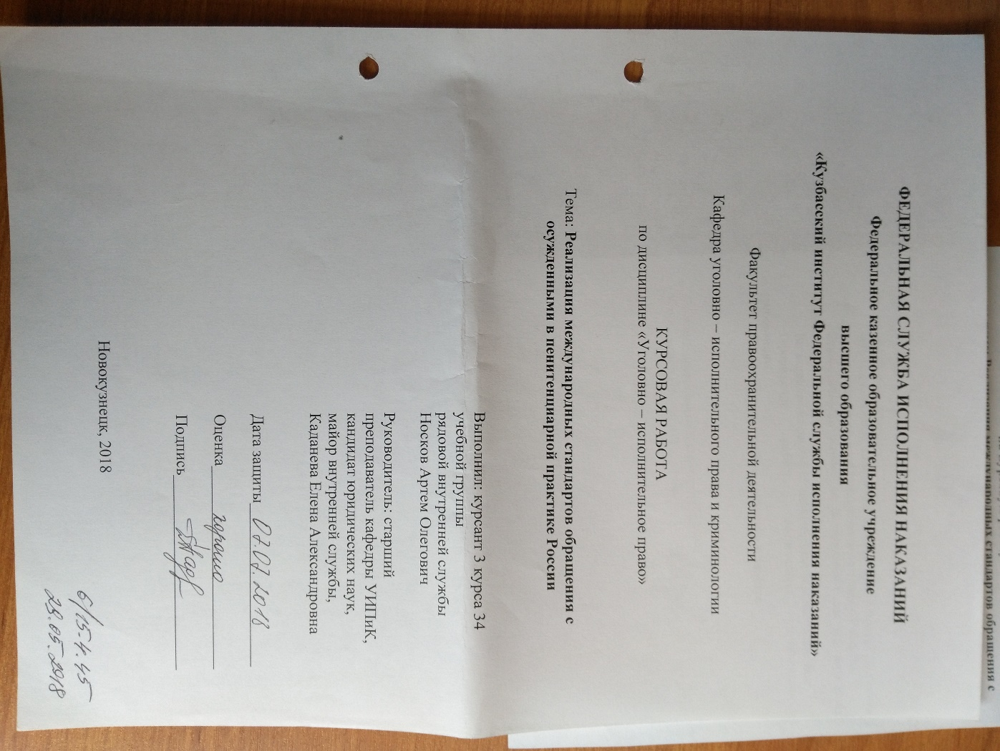 ФЕДЕРАЛЬНАЯ СЛУЖБА ИСПОЛНЕНИЯ НАКАЗАНИЙ
Федеральное казенное образовательное учреждение
высшего образования
«Кузбасский институт Федеральной службы исполнения наказаний»
Факультет правоохранительной деятельности
Кафедра уголовно – исполнительного права и криминологии
КУРСОВАЯ РАБОТА
по дисциплине «Уголовно – исполнительное право»
Тема: Реализация международных стандартов обращения с
осужденными в пенитенциарной практике России
Выполнил: курсант 3 курса 34
учебной группы
рядовой внутренней службы
Носков Артем Олегович
Руководитель: старший
преподаватель кафедры УИПиК,
кандидат юридических наук,
майор внутренней службы,
Каданева Елена Александровна
Дата защиты 07.07.2018
Оценка хорошо
Подпись
Новокузнецк, 2018
6/15-4.45
29.05.2018
международных стандартов обращения с